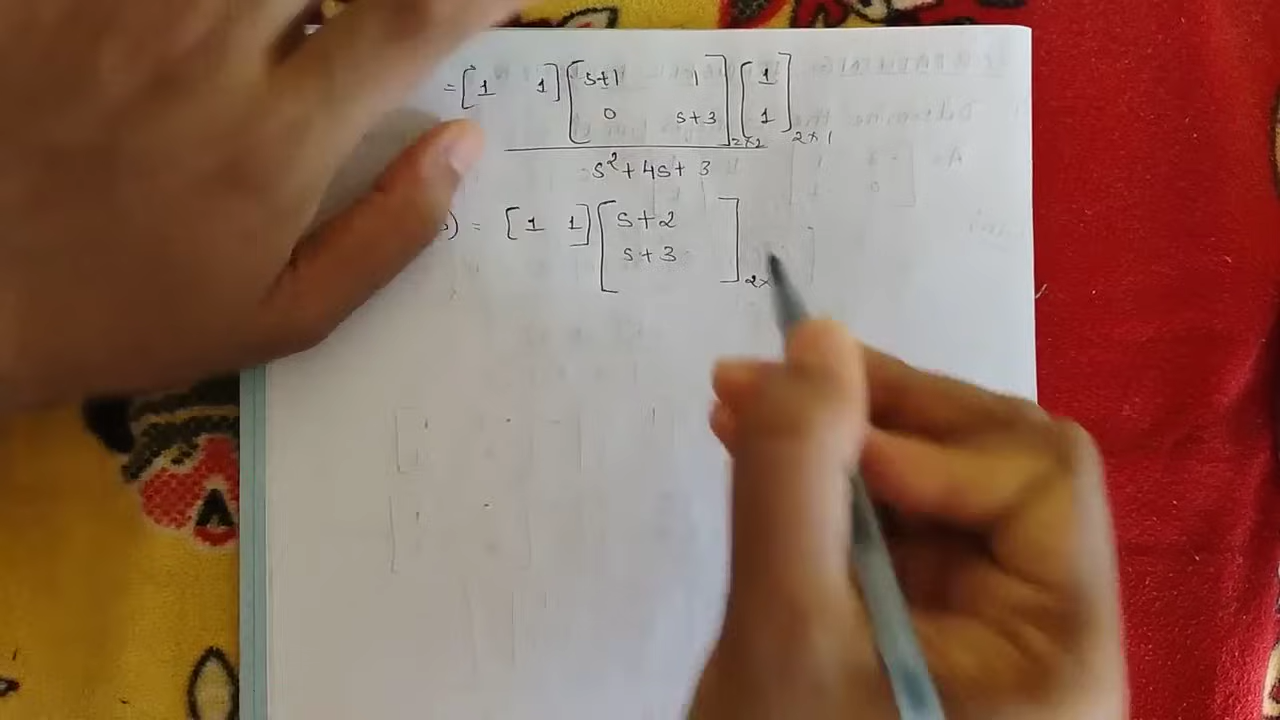 = [1 1] [s+1 1
0 s+3]2×2 [1
1]2×1
s²+4s+3
) = [1 1] [s+2
s+3]2×